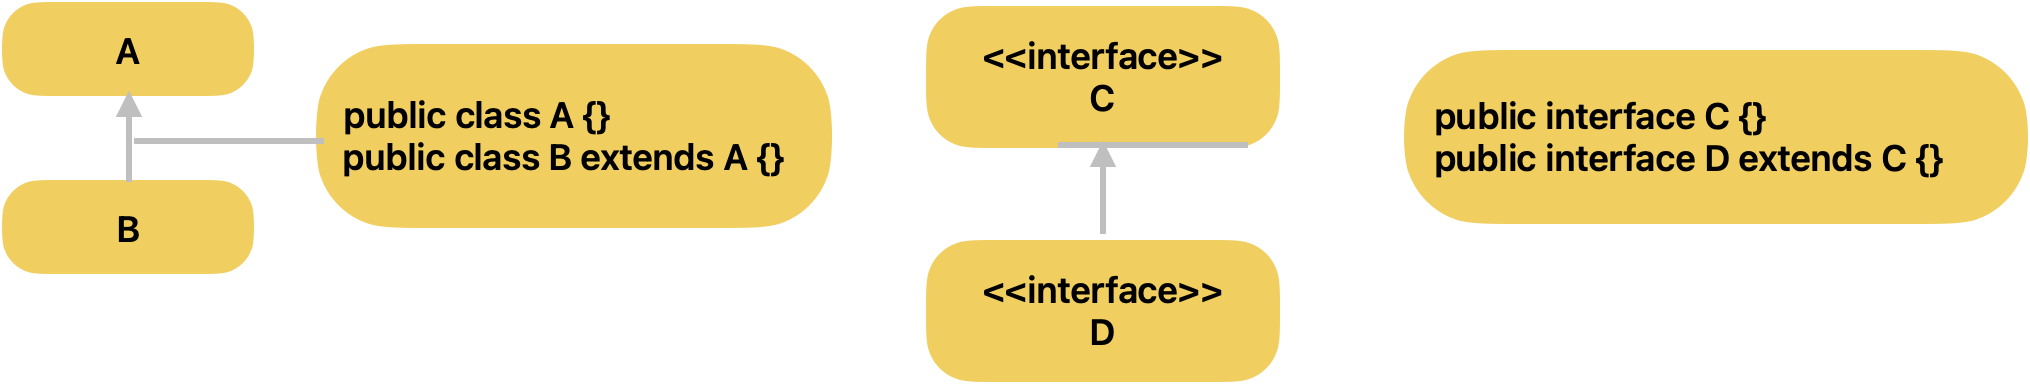 A
B
public class A {}
public class B extends A {}
<<interface>>
C
<<interface>>
D
public interface C {}
public interface D extends C {}